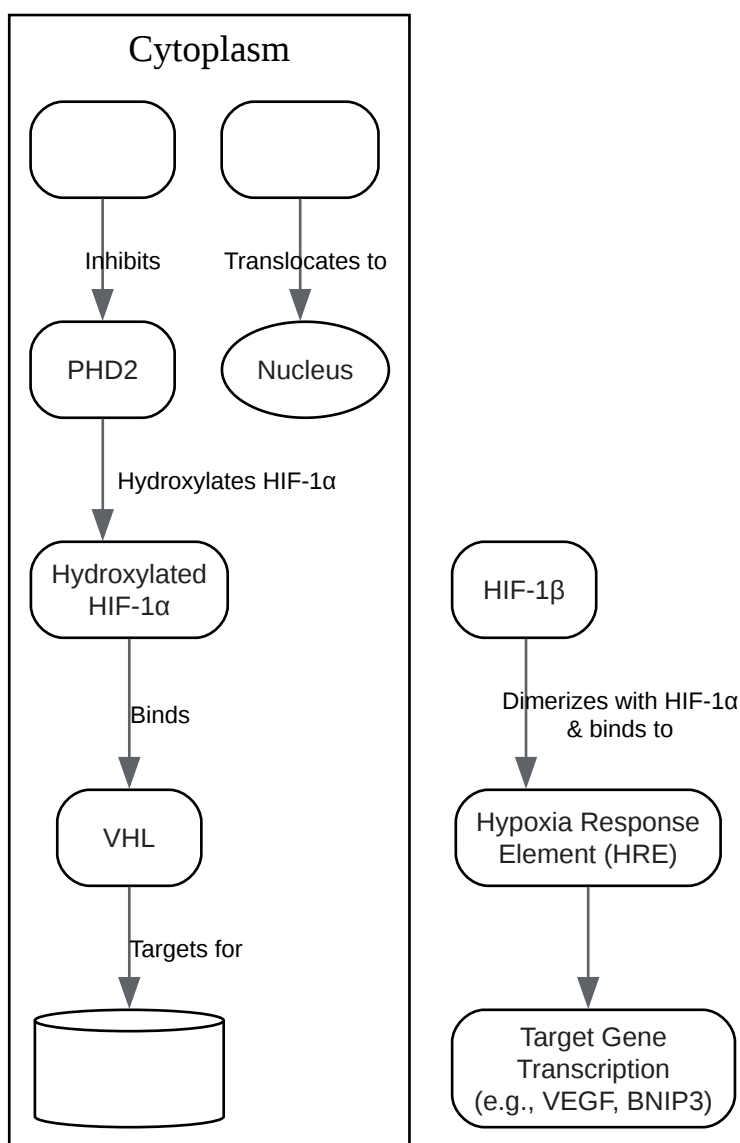 Cytoplasm
Inhibits
Translocates to
PHD2
Nucleus
Hydroxylates HIF-1α
Hydroxylated
HIF-1α
HIF-1β
Binds
Dimerizes with HIF-1α
& binds to
VHL
Hypoxia Response
Element (HRE)
Targets for
Target Gene
Transcription
(e.g., VEGF, BNIP3)